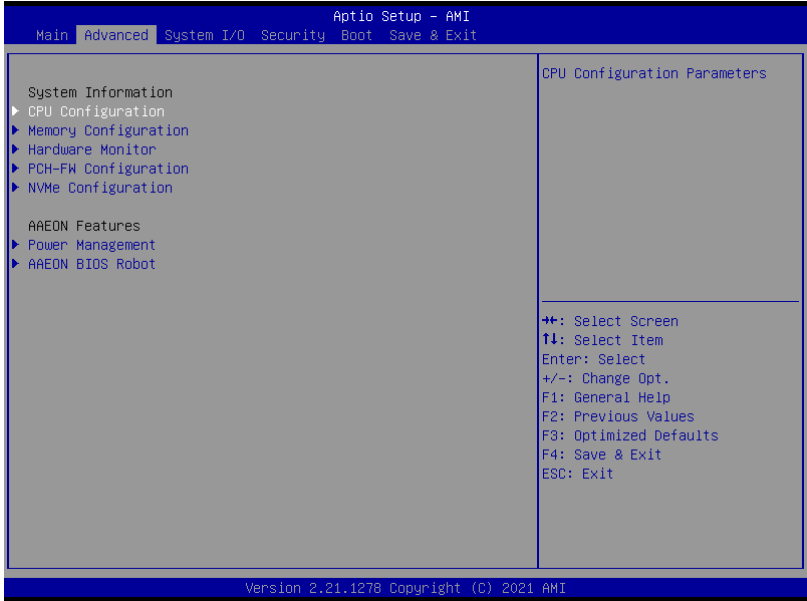 Aptio Setup – AMI
Main Advanced System I/O Security Boot Save & Exit
System Information
► CPU Configuration
► Memory Configuration
► Hardware Monitor
► PCH-FW Configuration
► NVMe Configuration
AAEON Features
► Power Management
► AAEON BIOS Robot
CPU Configuration Parameters
→←: Select Screen
↑↓: Select Item
Enter: Select
+/-: Change Opt.
F1: General Help
F2: Previous Values
F3: Optimized Defaults
F4: Save & Exit
ESC: Exit
Version 2.21.1278 Copyright (C) 2021 AMI